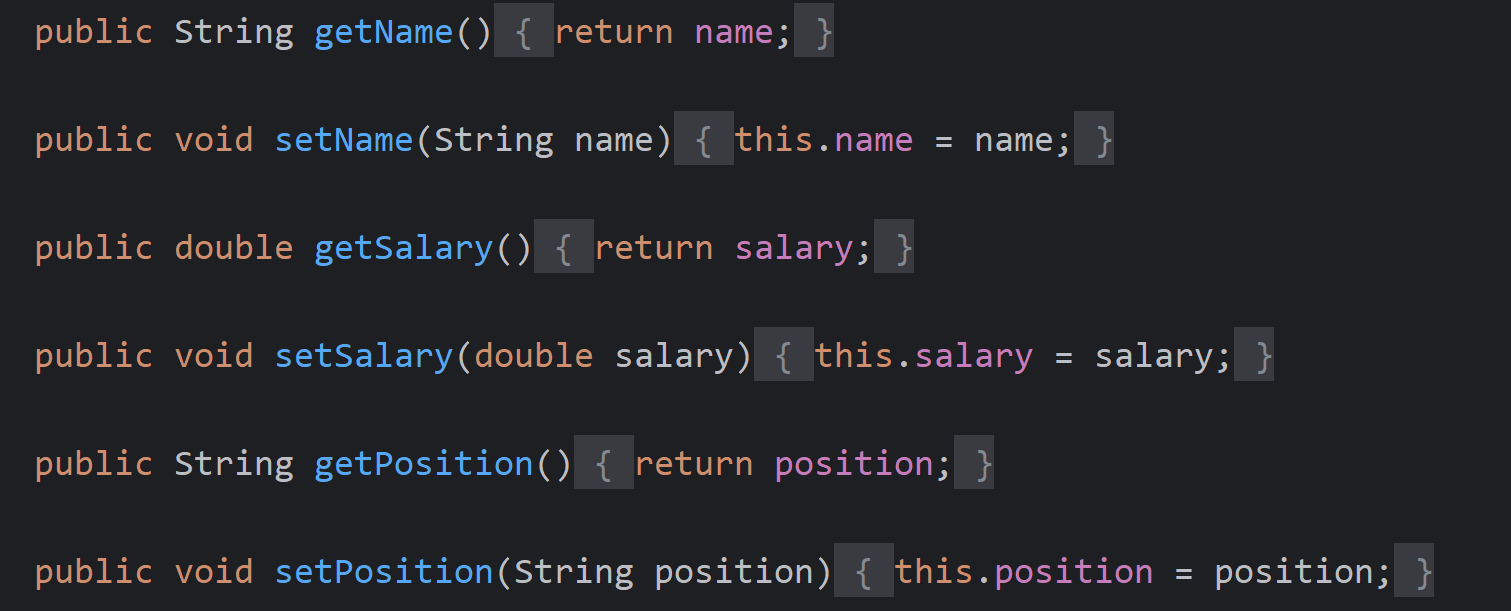 public String getName() { return name; }
public void setName(String name) { this.name = name; }
public double getSalary() { return salary; }
public void setSalary(double salary) { this.salary = salary; }
public String getPosition() { return position; }
public void setPosition(String position) { this.position = position; }